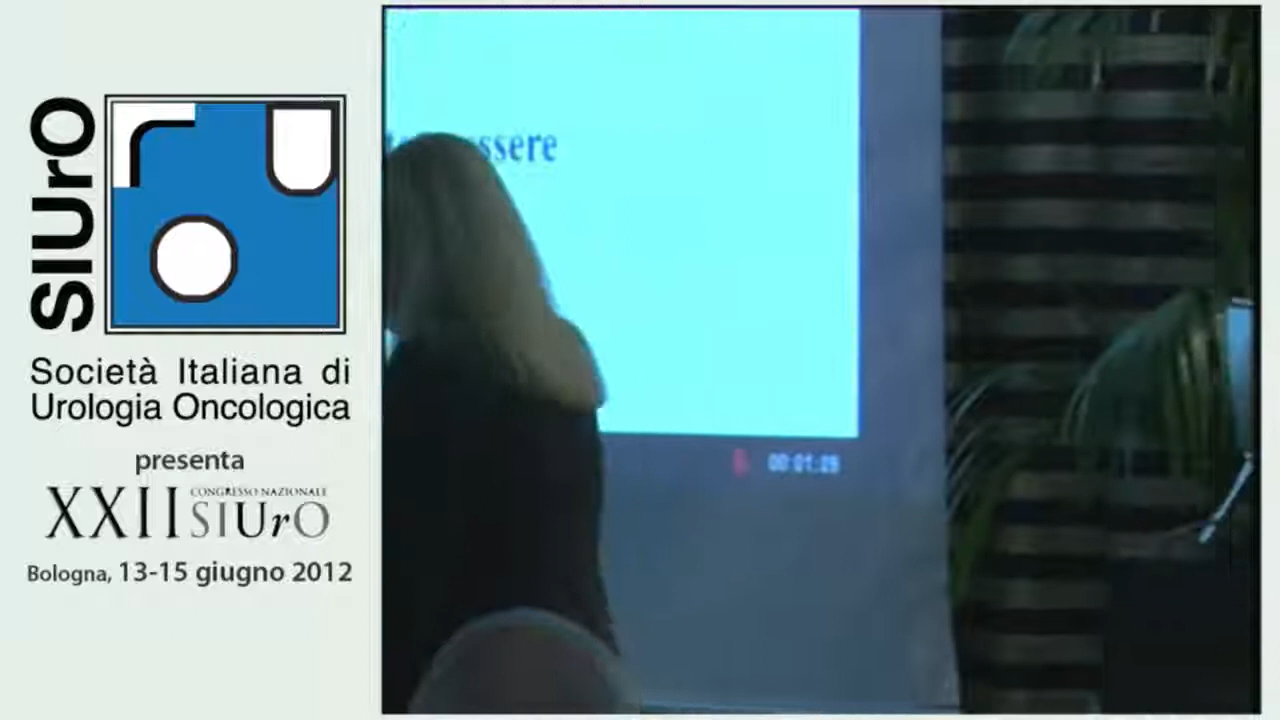 SIUrO
Società Italiana di
Urologia Oncologica
presenta
XXII CONGRESSO NAZIONALE
SIUrO
Bologna, 13-15 giugno 2012
00:01:29